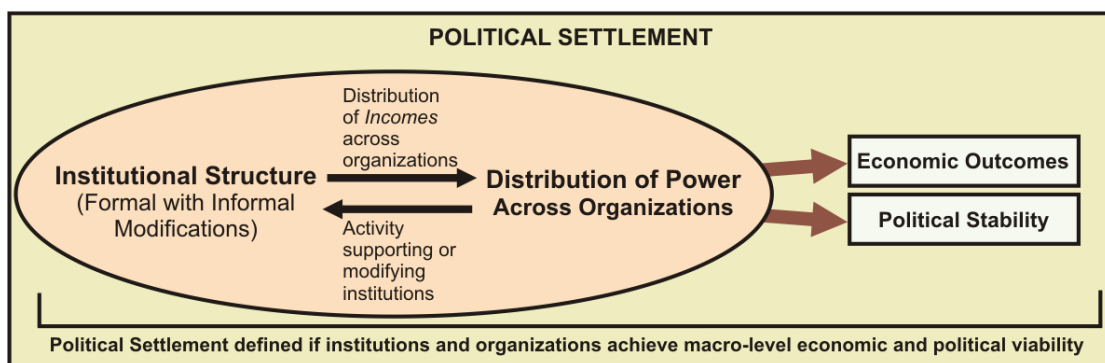 POLITICAL SETTLEMENT
Distribution
of Incomes
across
organizations
Institutional Structure
(Formal with Informal
Modifications)
Distribution of Power
Across Organizations
Activity
supporting or
modifying
institutions
Economic Outcomes
Political Stability
Political Settlement defined if institutions and organizations achieve macro-level economic and political viability